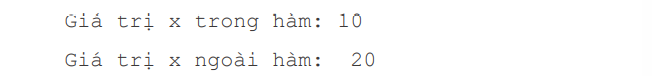 Giá trị x trong hàm: 10
Giá trị x ngoài hàm:  20